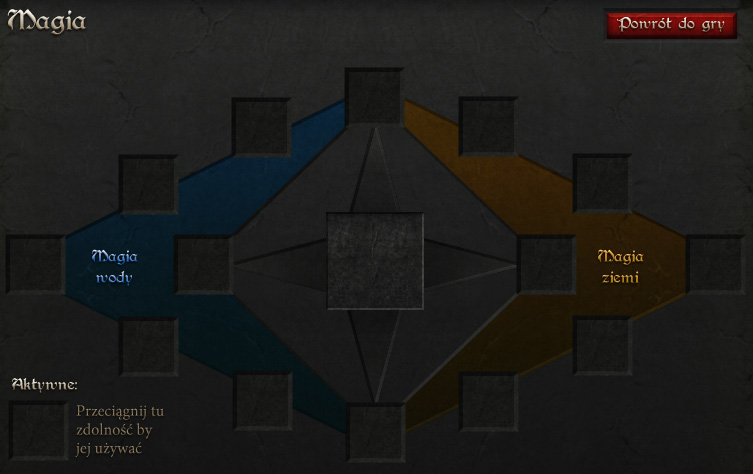 Magia
Powrót do gry
Magia
wody
Magia
ziemi
Aktywne:
Przeciągnij tu
zdolność by
jej używać